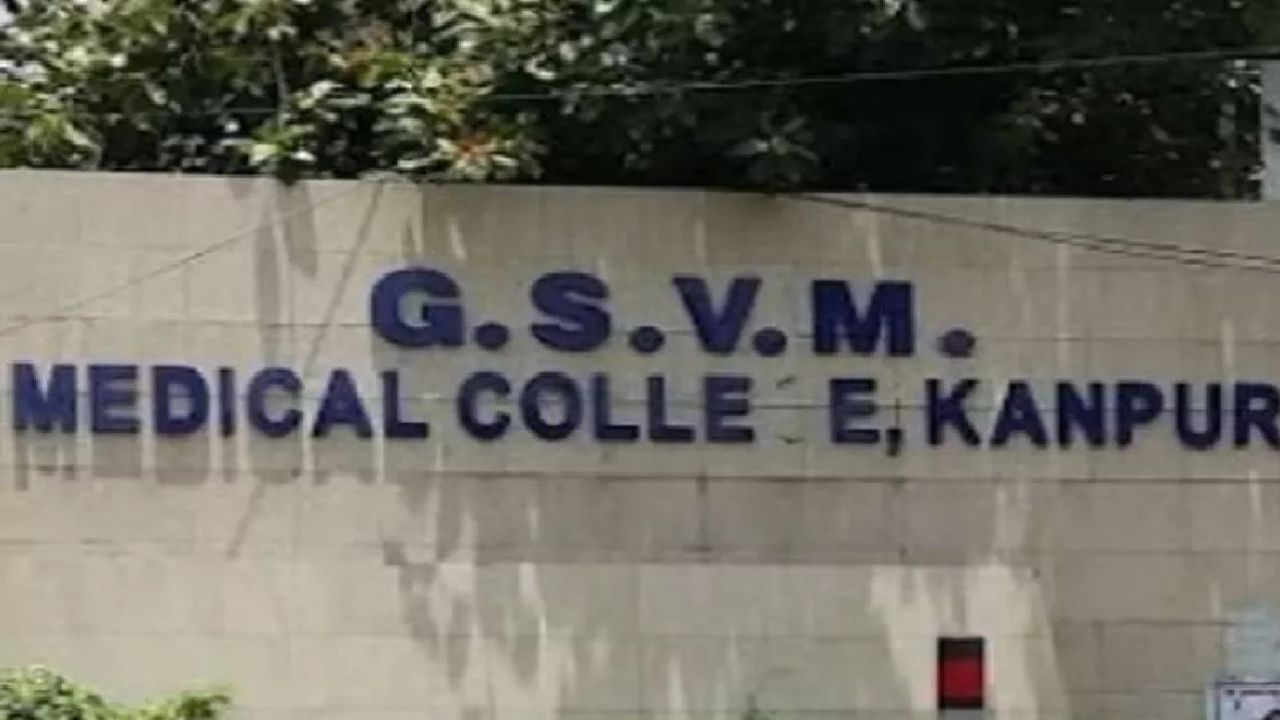 G.S.V.M.
MEDICAL COLLE E, KANPUR